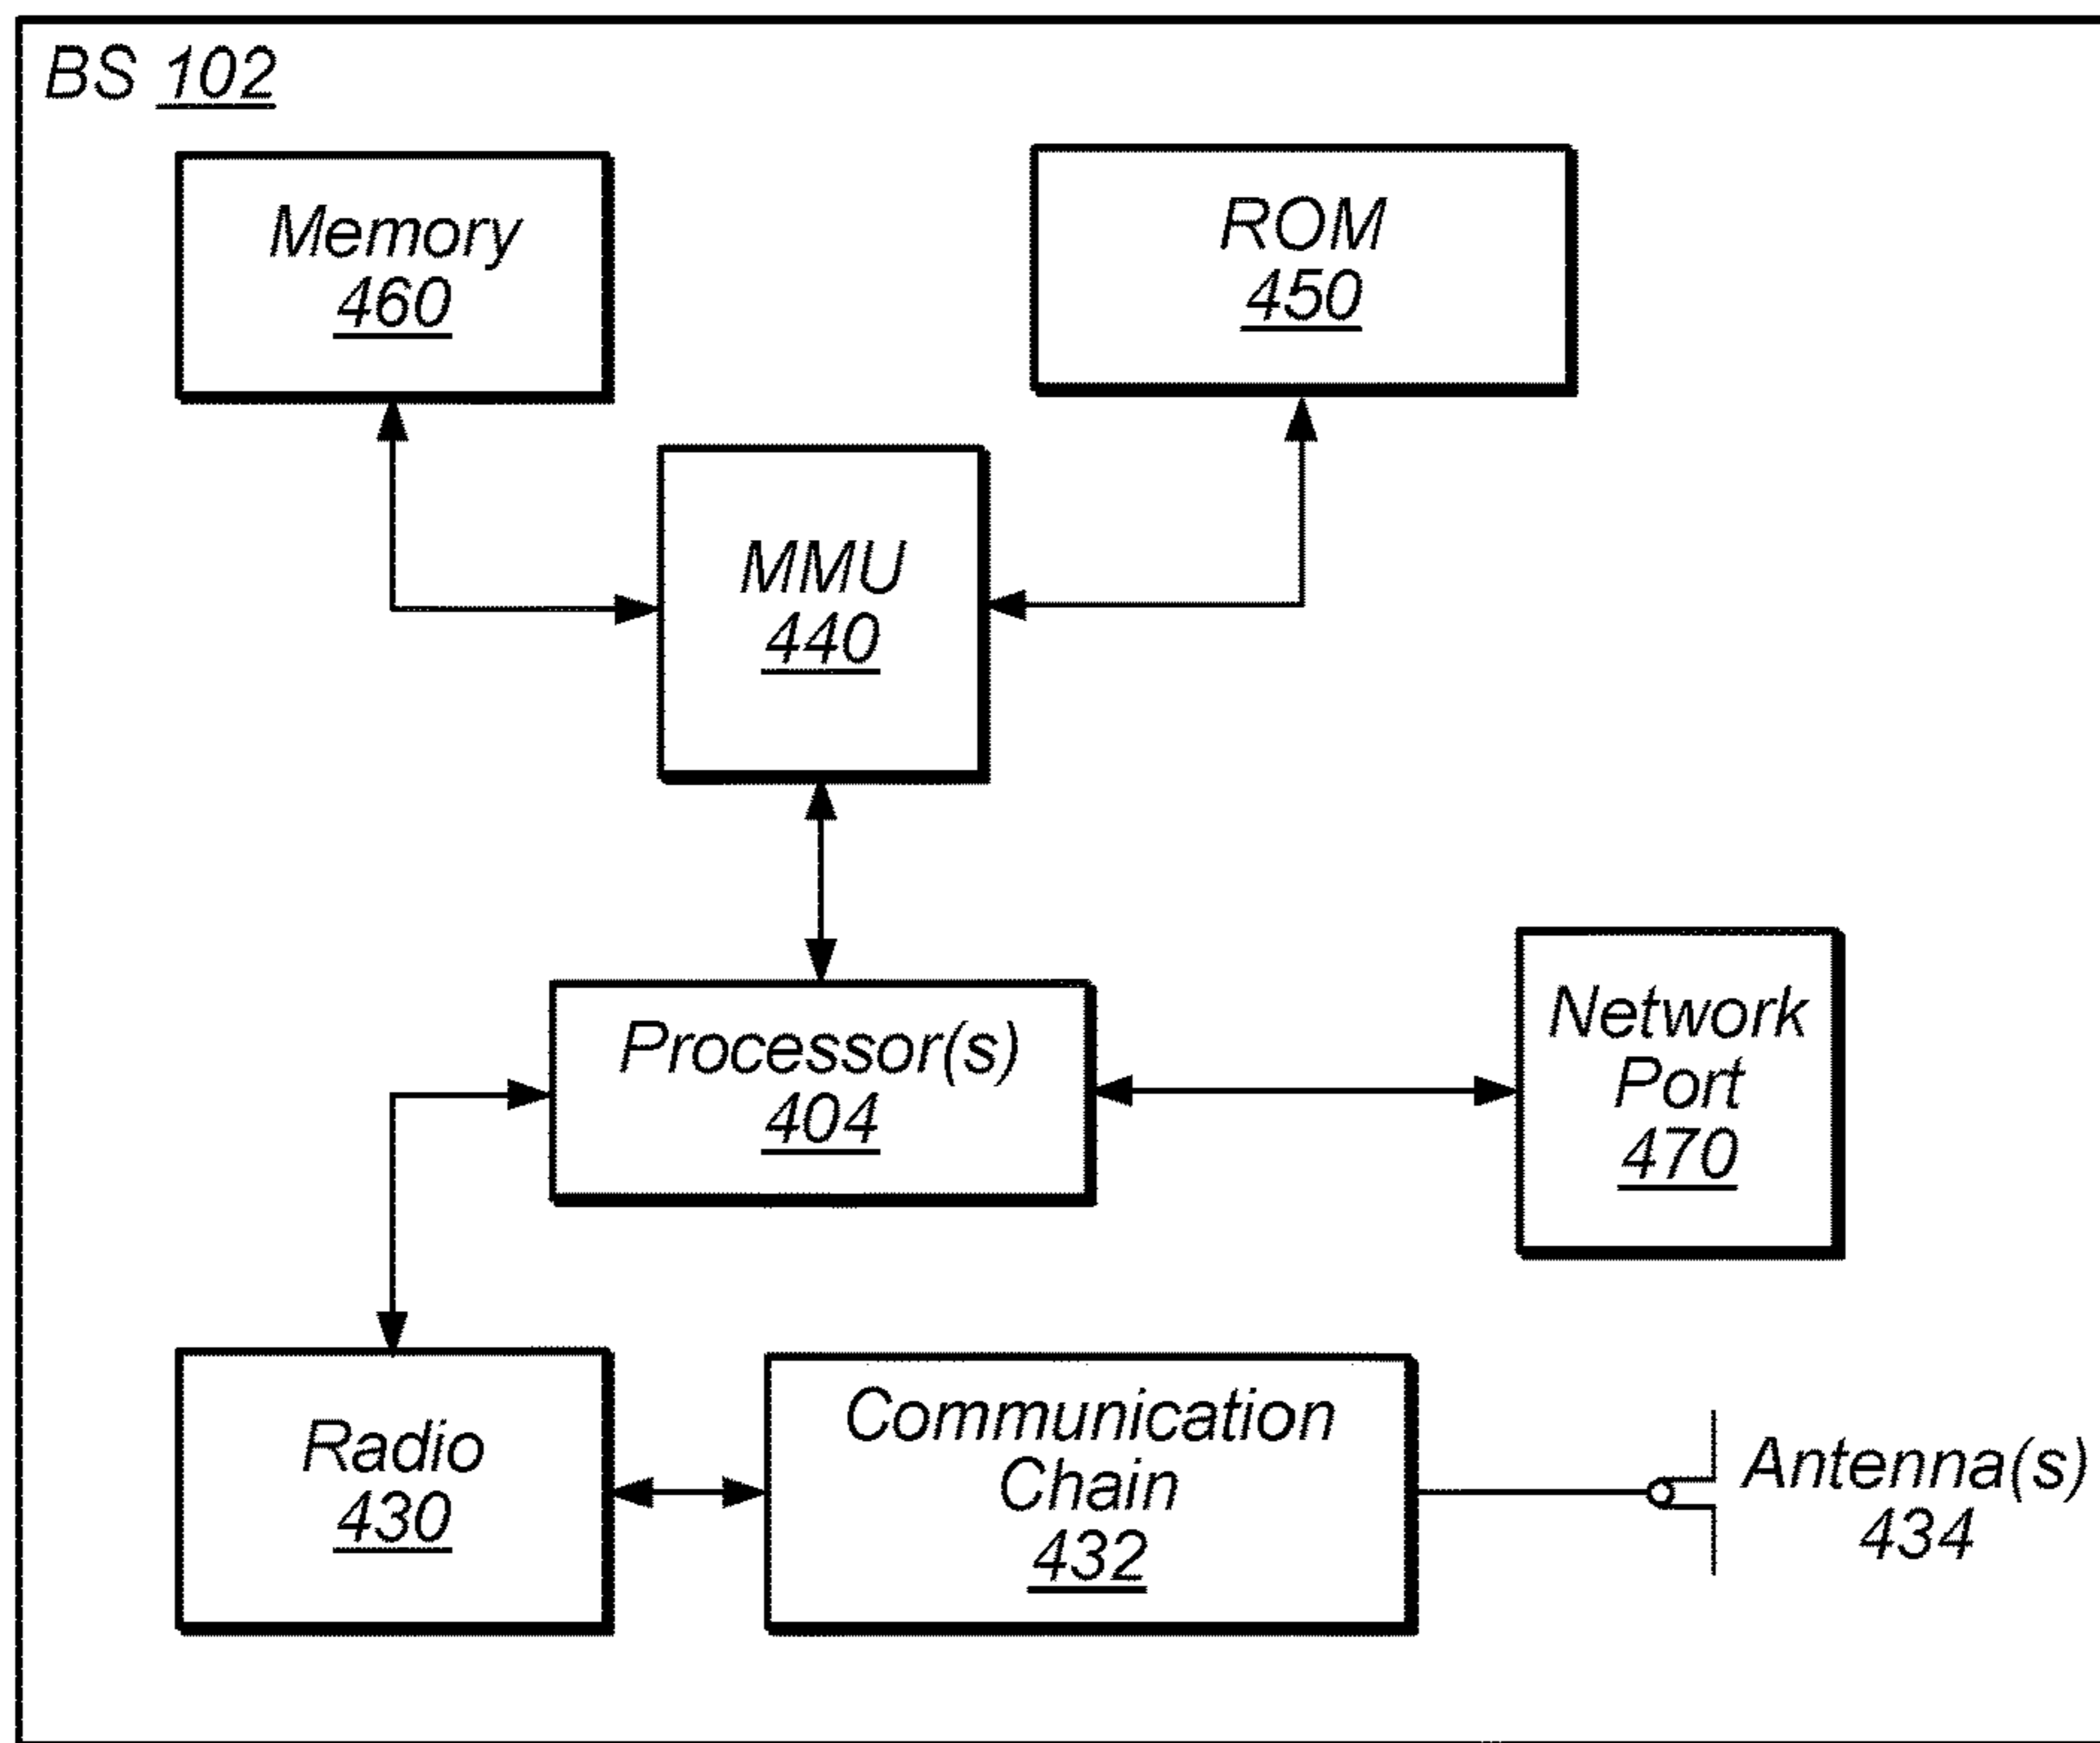 BS 102
Memory
460
ROM
450
MMU
440
Processor(s)
404
Network
Port
470
Radio
430
Communication
Chain
432
Antenna(s)
434